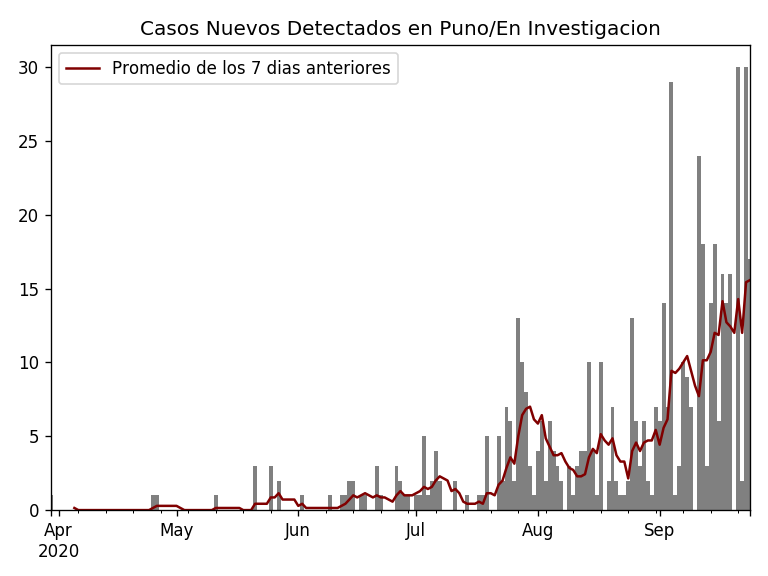 Casos Nuevos Detectados en Puno/En Investigacion
Promedio de los 7 dias anteriores
30
25
20
15
10
5
0
Apr May Jun Jul Aug Sep
2020